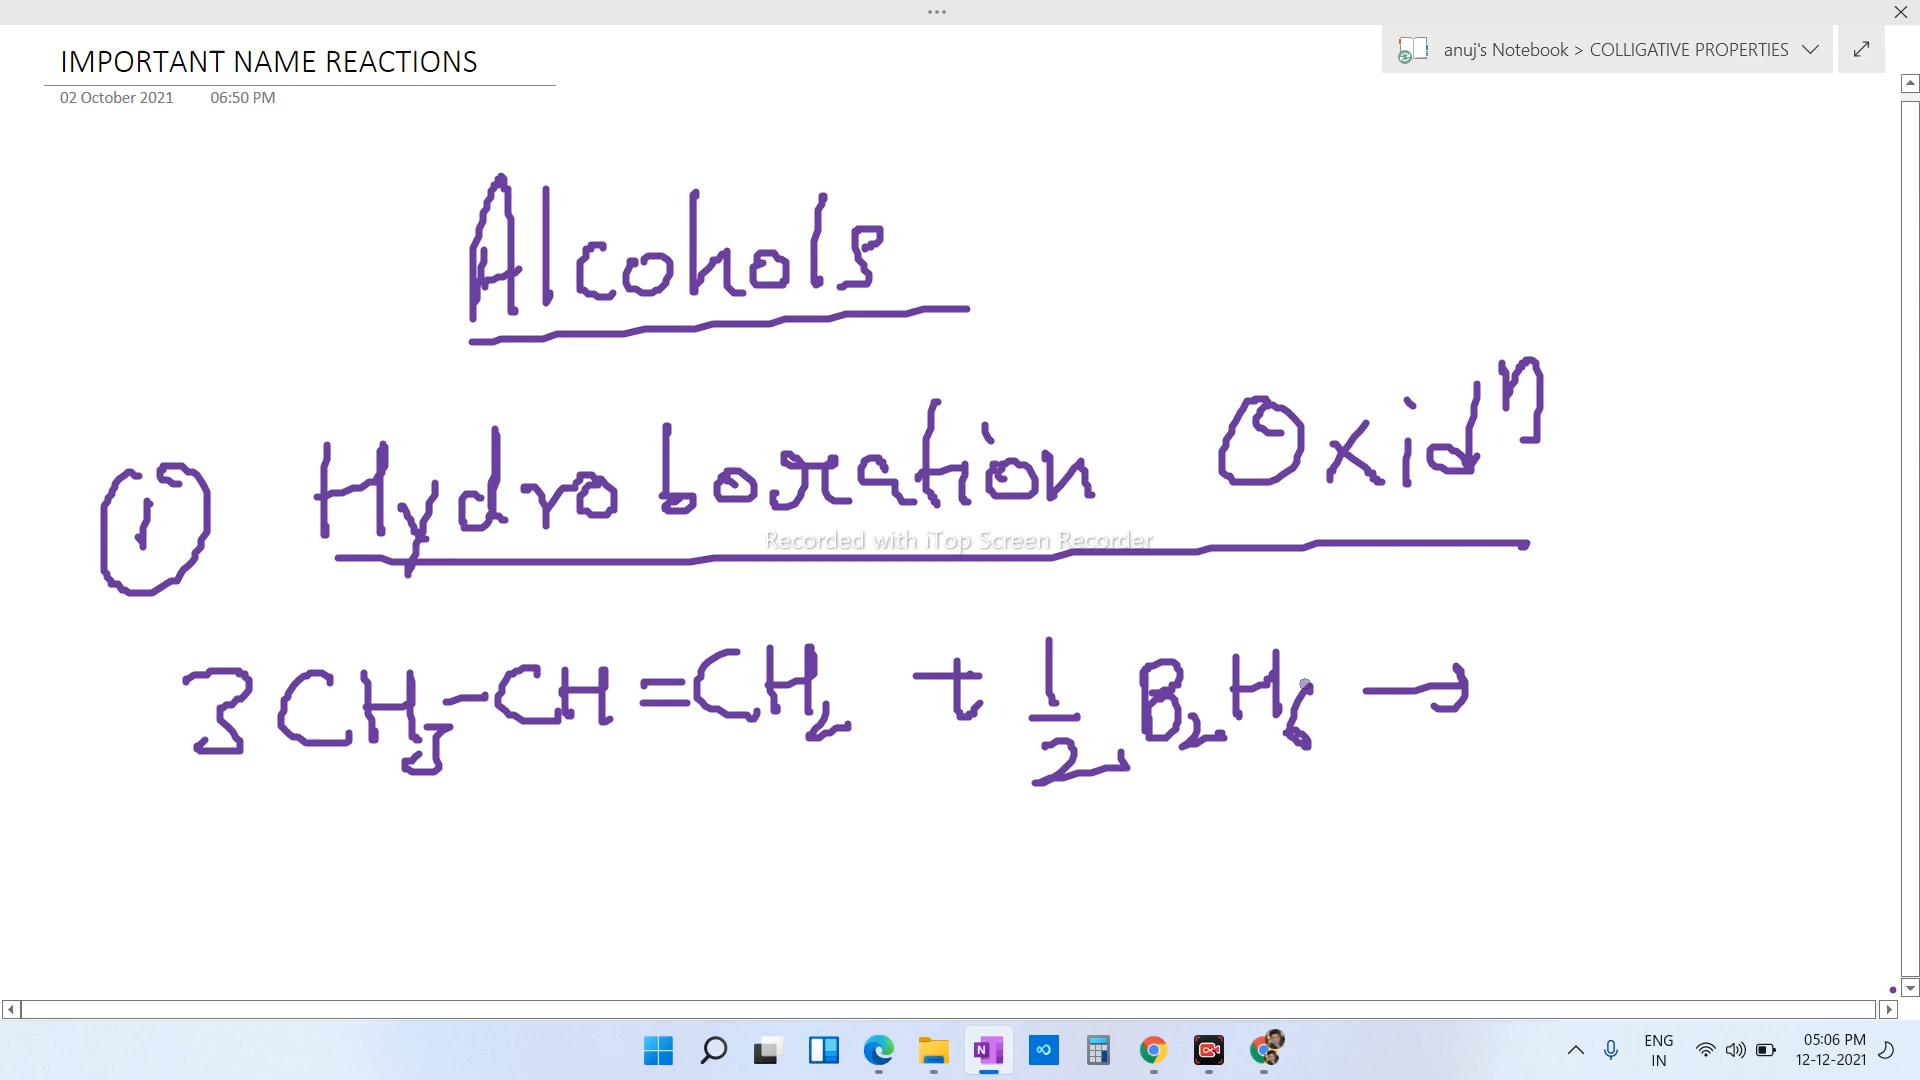 IMPORTANT NAME REACTIONS
anuj's Notebook > COLLIGATIVE PROPERTIES
02 October 2021 06:50 PM
Alcohols
① Hydroboration Oxidⁿ
Recorded with iTop Screen Recorder
3CH₃-CH=CH₂ + 1/2 B₂H₆ →
ENG
IN
05:06 PM
12-12-2021